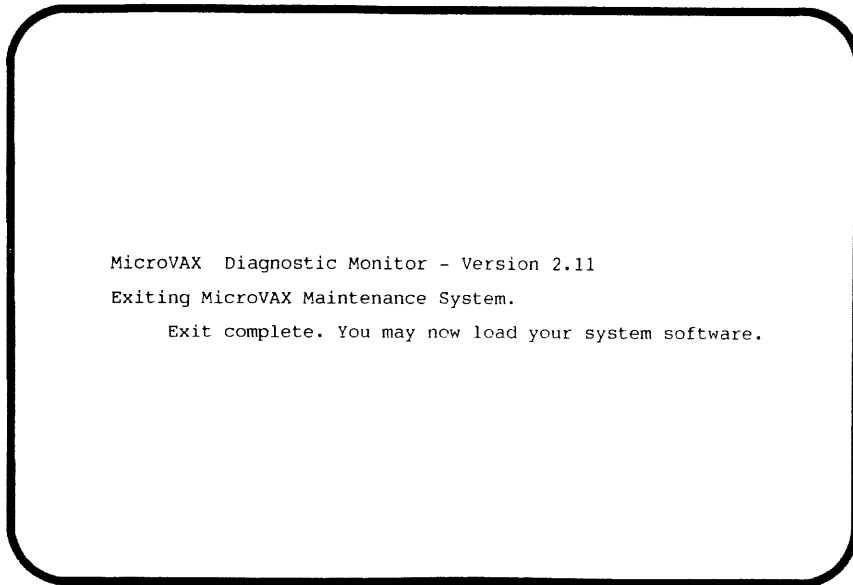 MicroVAX  Diagnostic Monitor - Version 2.11
Exiting MicroVAX Maintenance System.
Exit complete. You may now load your system software.